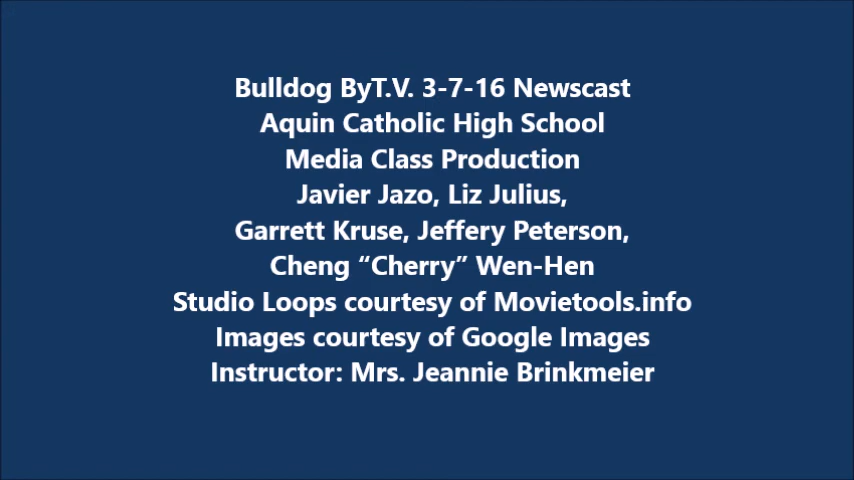 Bulldog ByT.V. 3-7-16 Newscast
Aquin Catholic High School
Media Class Production
Javier Jazo, Liz Julius,
Garrett Kruse, Jeffery Peterson,
Cheng “Cherry” Wen-Hen
Studio Loops courtesy of Movietools.info
Images courtesy of Google Images
Instructor: Mrs. Jeannie Brinkmeier